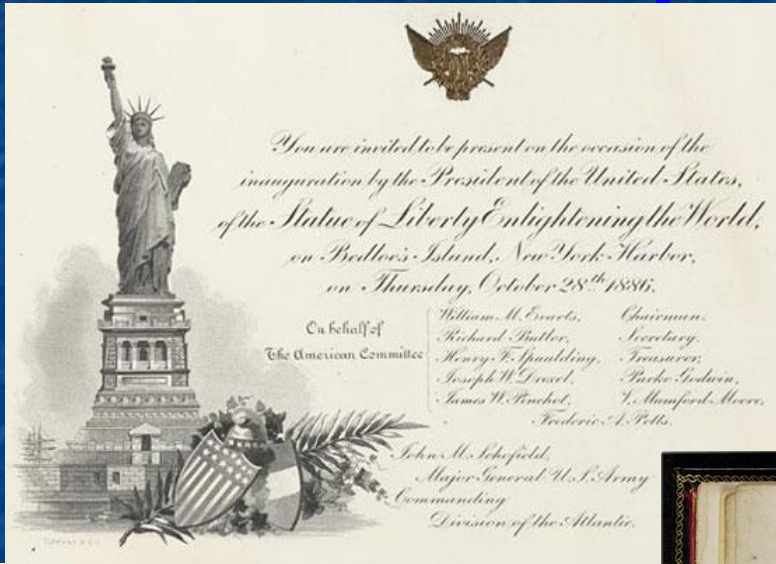 You are invited to be present on the occasion of the
inauguration by the President of the United States,
of the Statue of Liberty Enlightening the World,
on Bedloe's Island, New York Harbor,
on Thursday, October 28th 1886.
On behalf of
The American Committee
William M. Evarts, Chairman.
Richard Butler, Secretary.
Henry F. Spaulding, Treasurer.
Joseph W. Drexel, Parke Godwin,
James W. Pinchot, V. Mumford Moore,
Frederic A. Potts.
John M. Schofield,
Major General U.S. Army
Commanding
Division of the Atlantic.
TIFFANY & CO.